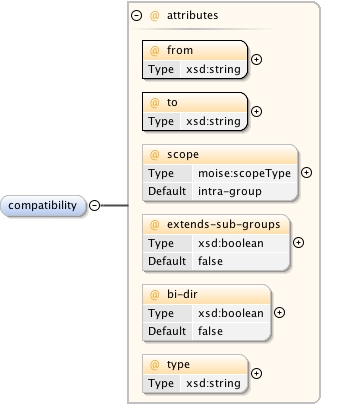 attributes
@ from
Type xsd:string
@ to
Type xsd:string
@ scope
Type moise:scopeType
Default intra-group
compatibility
@ extends-sub-groups
Type xsd:boolean
Default false
@ bi-dir
Type xsd:boolean
Default false
@ type
Type xsd:string